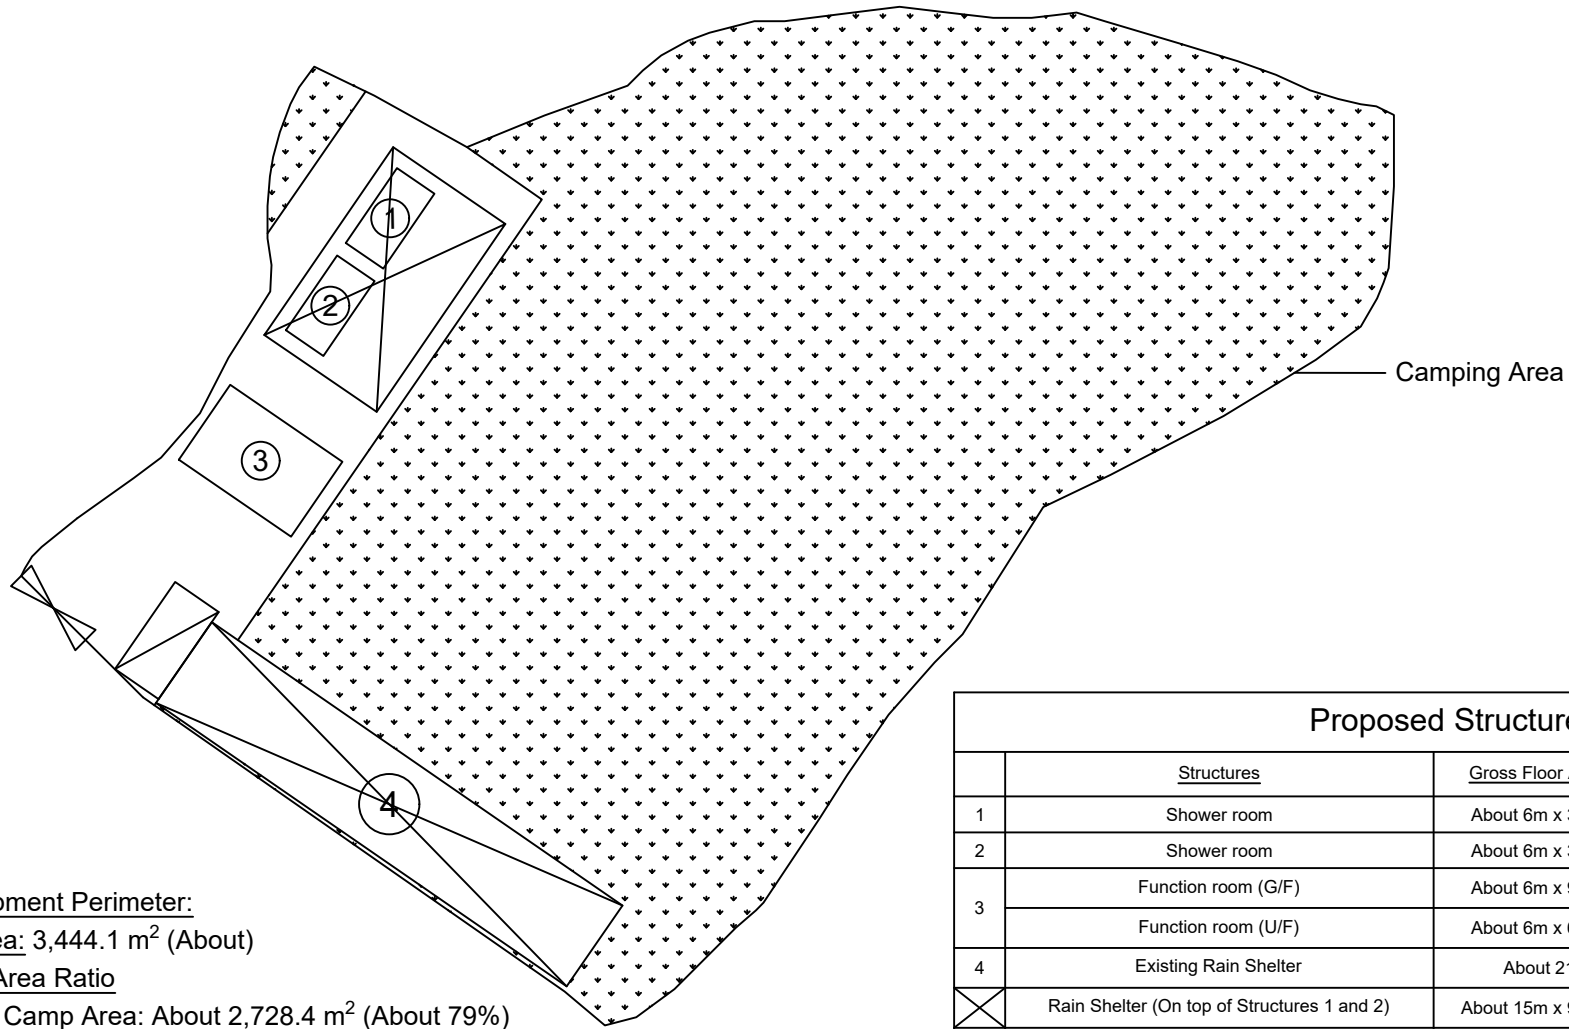 1
2
3
4
Camping Area
Proposed Structure
Structures Gross Floor
1 Shower room About 6m x
2 Shower room About 6m x
3 Function room (G/F) About 6m x
Function room (U/F) About 6m x
4 Existing Rain Shelter About 21
Rain Shelter (On top of Structures 1 and 2) About 15m x
pment Perimeter:
ea: 3,444.1 m² (About)
Area Ratio
Camp Area: About 2,728.4 m² (About 79%)